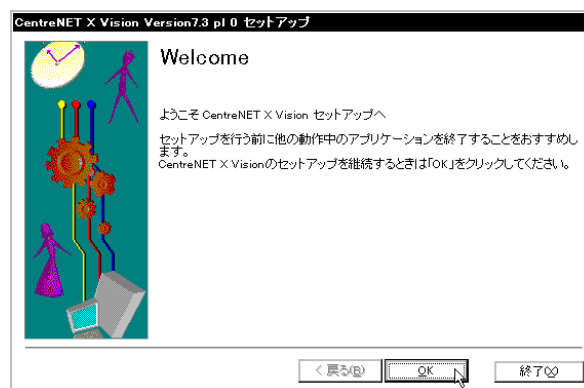 CentreNET X Vision Version7.3 pl 0 セットアップ
Welcome
ようこそ CentreNET X Vision セットアップへ
セットアップを行う前に他の動作中のアプリケーションを終了することをおすすめし
ます。
CentreNET X Visionのセットアップを継続するときは「OK」をクリックしてください。
< 戻る(B)
OK
終了(X)